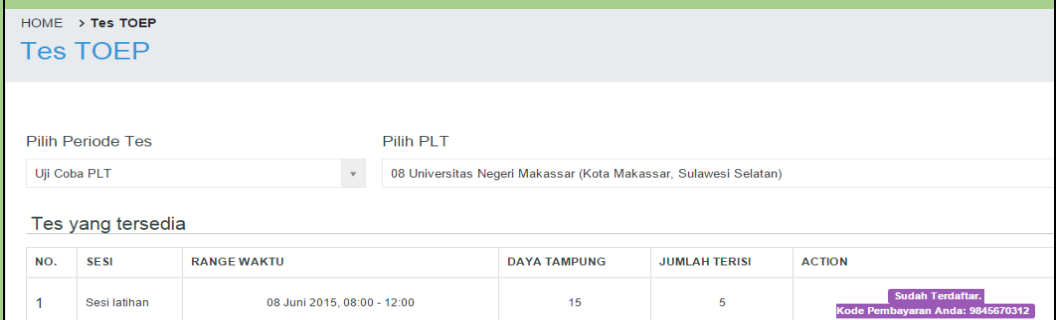 HOME > Tes TOEP
Tes TOEP
Pilih Periode Tes Pilih PLT
Uji Coba PLT 08 Universitas Negeri Makassar (Kota Makassar, Sulawesi Selatan)
Tes yang tersedia
NO. SESI RANGE WAKTU DAYA TAMPUNG JUMLAH TERISI ACTION
1 Sesi latihan 08 Juni 2015, 08:00 - 12:00 15 5 Sudah Terdaftar.
Kode Pembayaran Anda: 9845670312